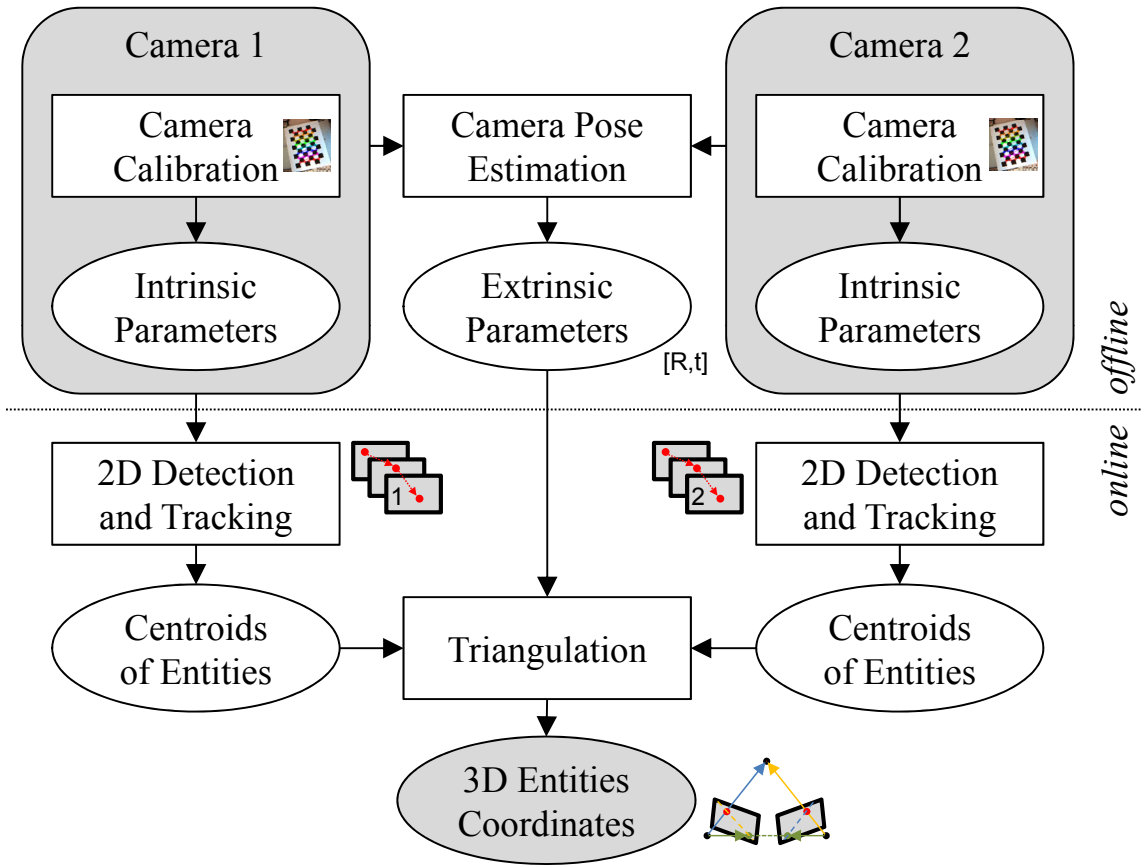 Camera 1
Camera 2
Camera
Calibration
Camera Pose
Estimation
Camera
Calibration
Intrinsic
Parameters
Extrinsic
Parameters
[R,t]
Intrinsic
Parameters
offline
online
2D Detection
and Tracking
1
2
2D Detection
and Tracking
Centroids
of Entities
Triangulation
Centroids
of Entities
3D Entities
Coordinates